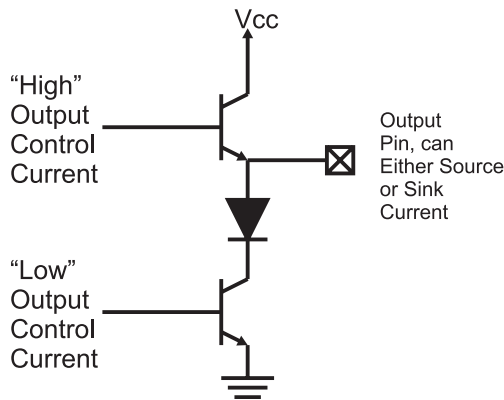 Vcc
“High”
Output
Control
Current
Output
Pin, can
Either Source
or Sink
Current
“Low”
Output
Control
Current